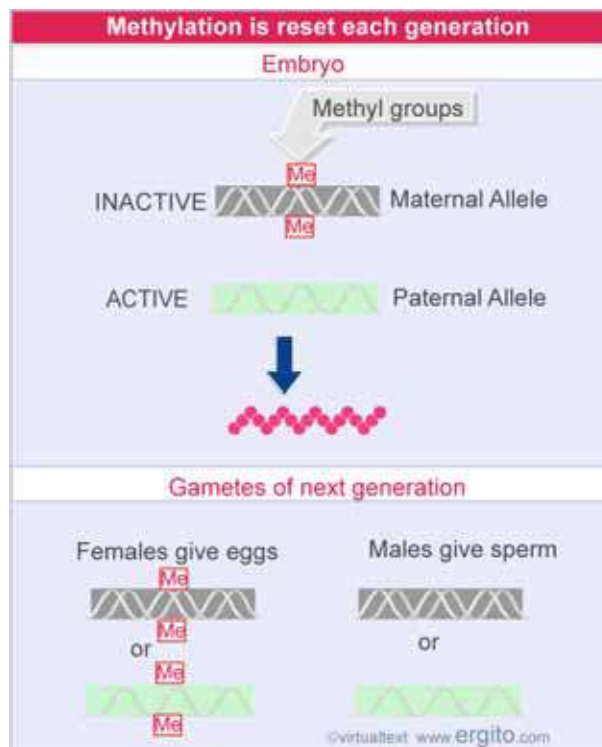 Methylation is reset each generation
Embryo
Methyl groups
Me
INACTIVE Maternal Allele
Me
ACTIVE Paternal Allele
Gametes of next generation
Females give eggs Males give sperm
Me
Me
or or
Me
Me
©virtualtext www.ergito.com